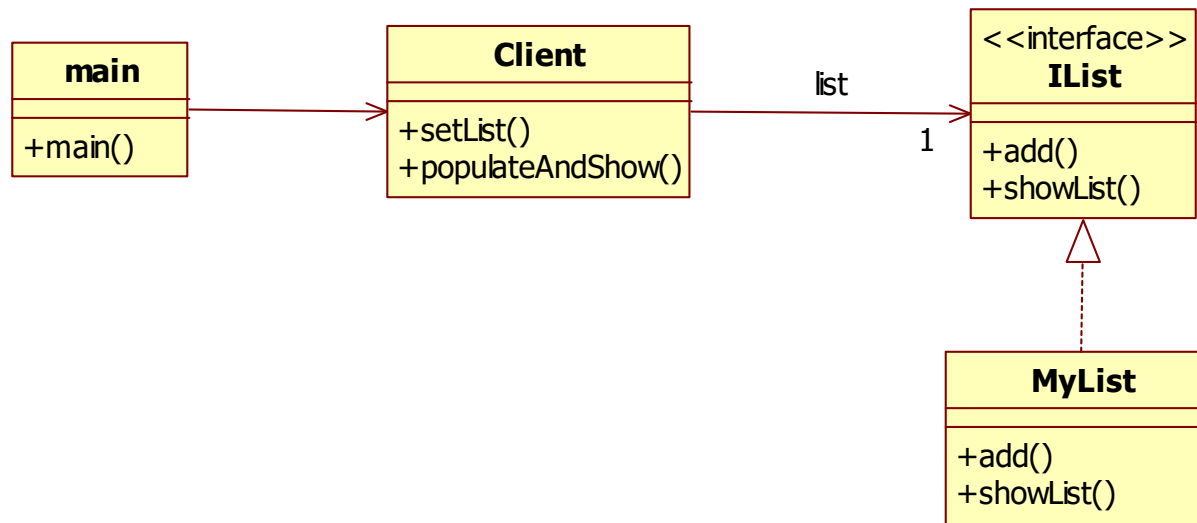 main
+main()
Client
+setList()
+populateAndShow()
list
1
<<interface>>
IList
+add()
+showList()
MyList
+add()
+showList()